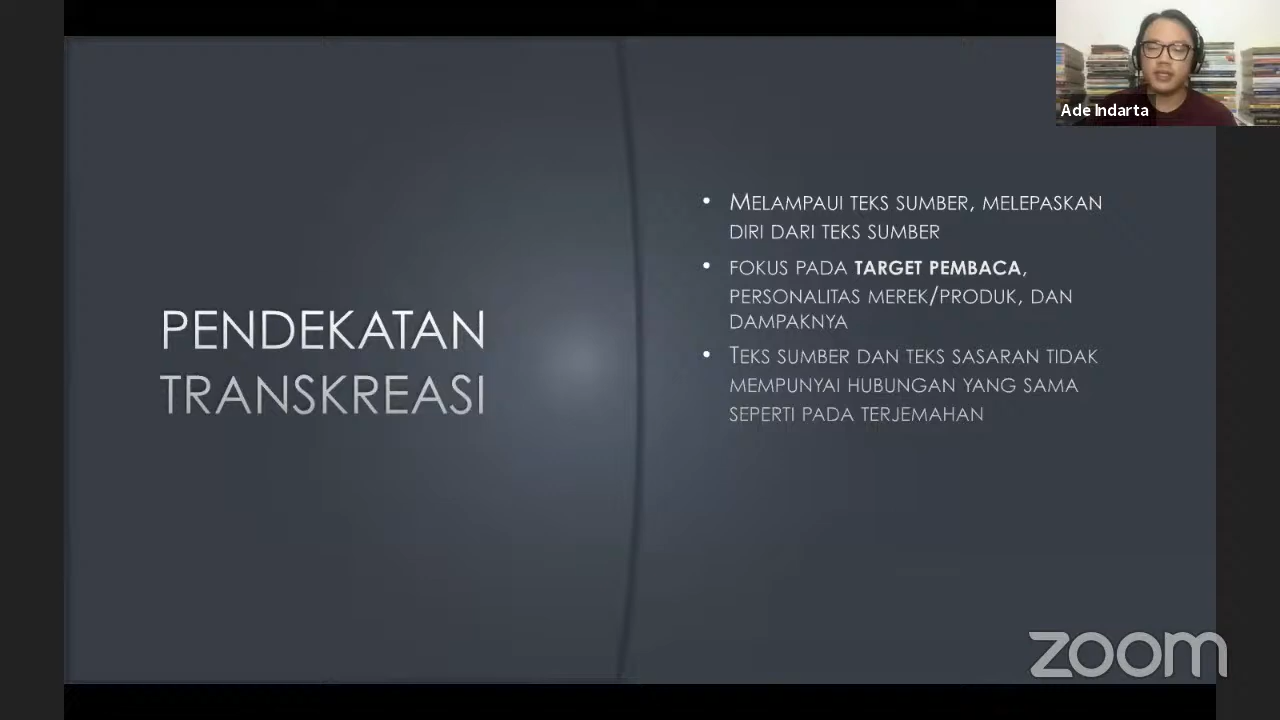 Ade Indarta
PENDEKATAN
TRANSKREASI
• MELAMPAUI TEKS SUMBER, MELEPASKAN
DIRI DARI TEKS SUMBER
• FOKUS PADA TARGET PEMBACA,
PERSONALITAS MEREK/PRODUK, DAN
DAMPAKNYA
• TEKS SUMBER DAN TEKS SASARAN TIDAK
MEMPUNYAI HUBUNGAN YANG SAMA
SEPERTI PADA TERJEMAHAN
zoom